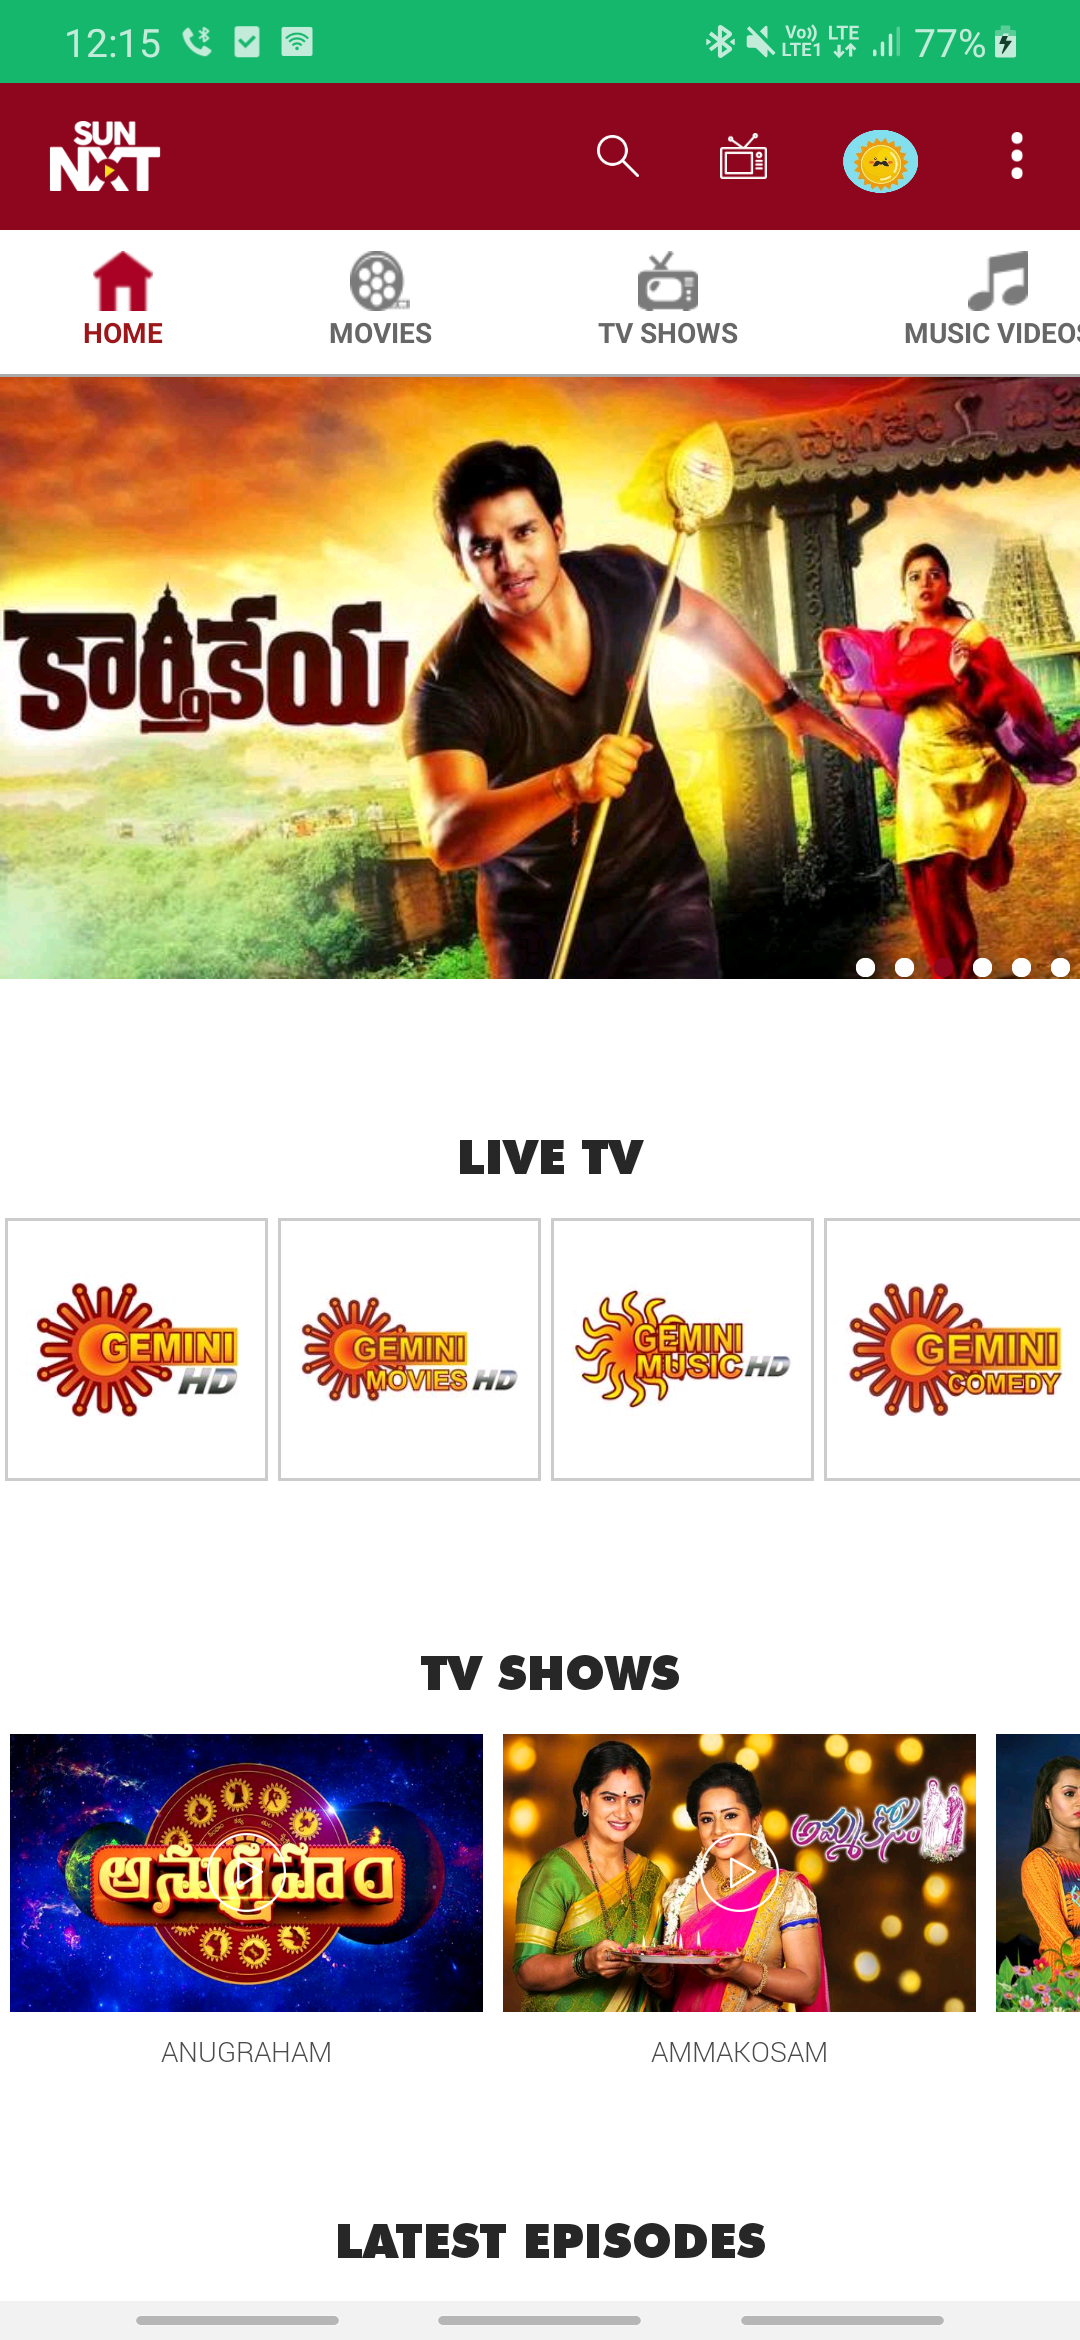 12:15
Vo))
LTE1
LTE
77%
SUN
NXT
HOME
MOVIES
TV SHOWS
MUSIC VIDEOS
స్వాగతం
కార్తికేయ
LIVE TV
GEMINI
HD
GEMINI
MOVIES HD
GEMINI
MUSIC HD
GEMINI
COMEDY
TV SHOWS
అనుగ్రహం
అమ్మకోసం
ANUGRAHAM
AMMAKOSAM
LATEST EPISODES